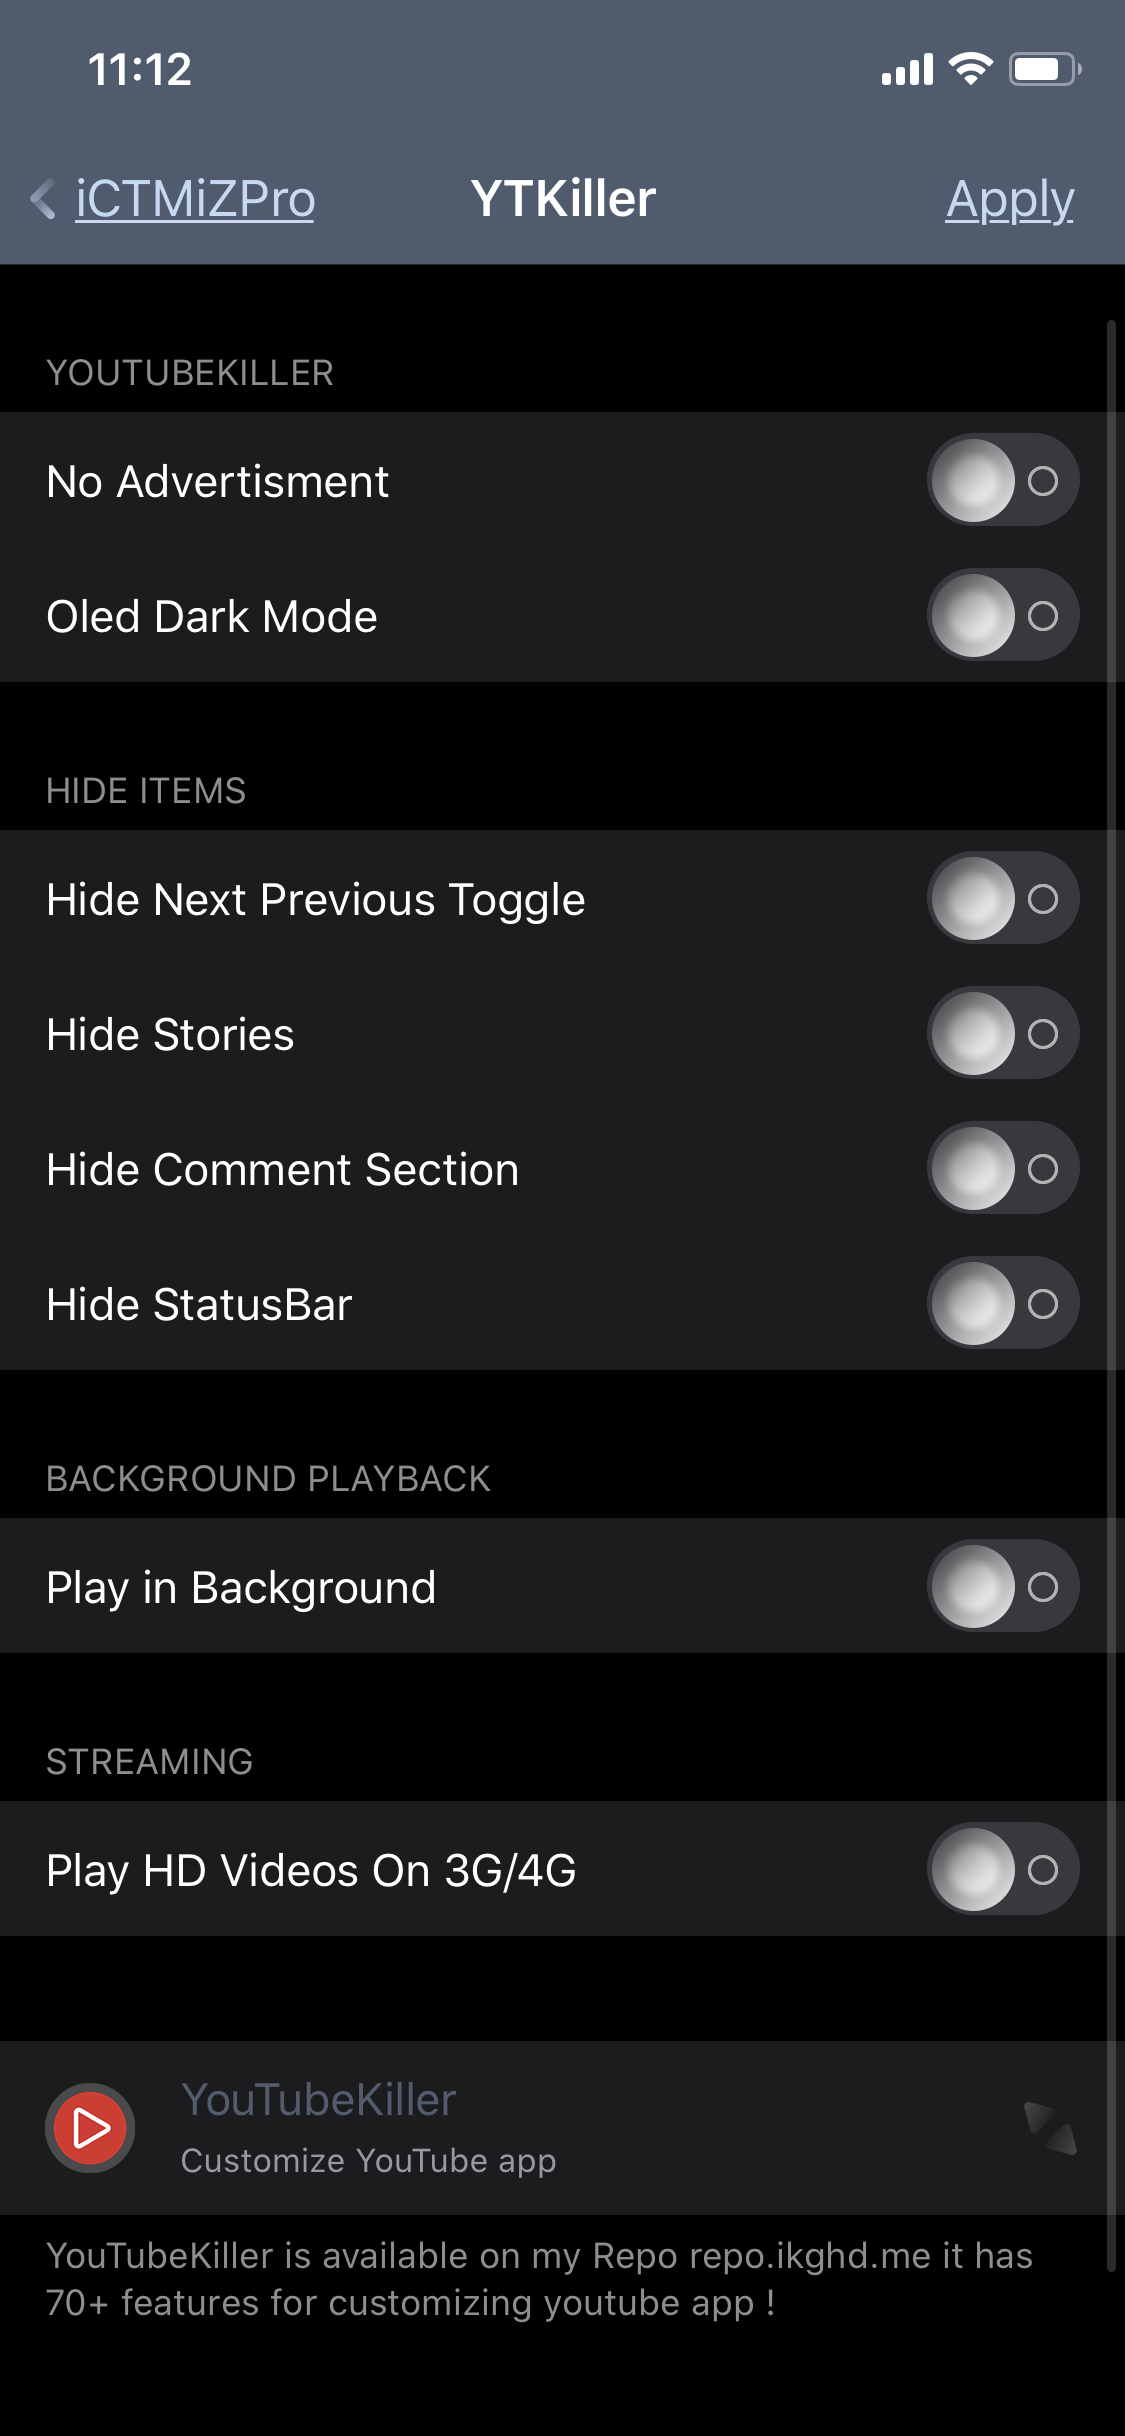 11:12
iCTMiZPro
YTKiller
Apply
YOUTUBEKILLER
No Advertisment
Oled Dark Mode
HIDE ITEMS
Hide Next Previous Toggle
Hide Stories
Hide Comment Section
Hide StatusBar
BACKGROUND PLAYBACK
Play in Background
STREAMING
Play HD Videos On 3G/4G
YouTubeKiller
Customize YouTube app
YouTubeKiller is available on my Repo repo.ikghd.me it has
70+ features for customizing youtube app !